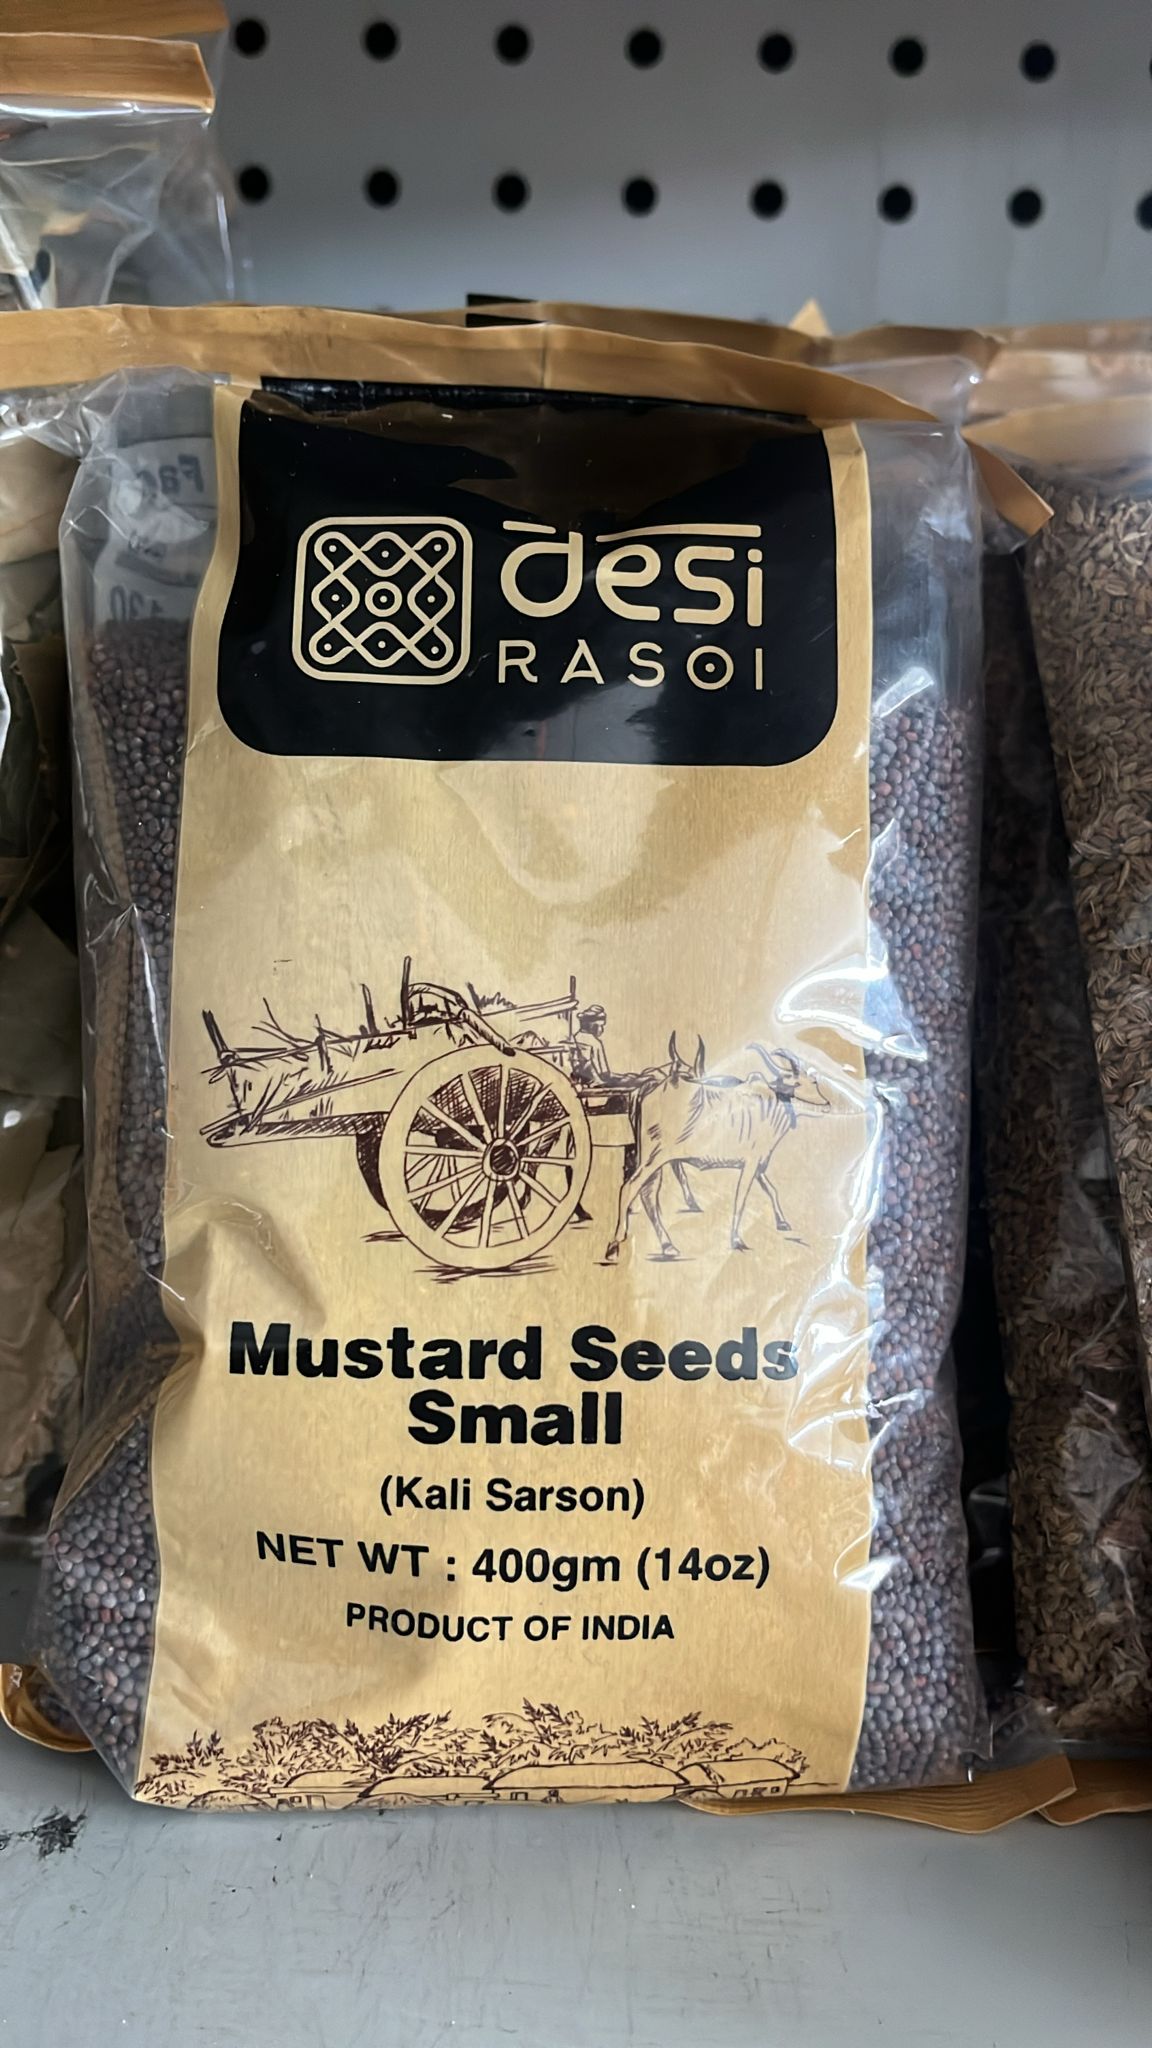 desi
RASOI
Mustard Seeds
Small
(Kali Sarson)
NET WT : 400gm (14oz)
PRODUCT OF INDIA